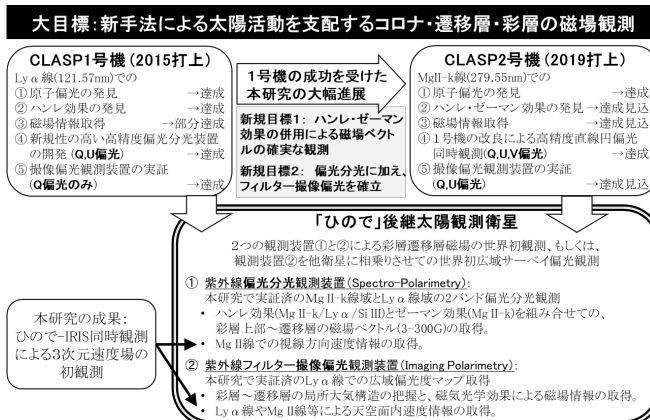 大目標:新手法による太陽活動を支配するコロナ・遷移層・彩層の磁場観測
CLASP1号機 (2015打上)
Lyα線(121.57nm)での
① 原子偏光の発見 →達成
② ハンレ効果の発見 →達成
③ 磁場情報取得 →部分達成
④ 新規性の高い高精度偏光分光装置
の開発 (Q,U偏光) →達成
⑤ 撮像偏光観測装置の実証
(Q偏光のみ) →達成
1号機の成功を受けた
本研究の大幅進展
新規目標1: ハンレ・ゼーマン
効果の併用による磁場ベクト
ルの確実な観測
新規目標2: 偏光分光に加え、
フィルター撮像偏光を確立
CLASP2号機 (2019打上)
MgII-k線(279.55nm)での
① 原子偏光の発見 →達成
② ハンレ・ゼーマン効果の発見→達成見込
③ 磁場情報取得 →達成見込
④ 1号機の改良による高精度直線円偏光
同時観測(Q,U,V偏光) →達成
⑤ 撮像偏光観測装置の実証
(Q,U偏光) →達成見込
「ひので」後継太陽観測衛星
2つの観測装置①と②による彩層遷移層磁場の世界初観測、もしくは、
観測装置②を他衛星に相乗りさせての世界初広域サーベイ偏光観測
① 紫外線偏光分光観測装置(Spectro-Polarimetry):
本研究で実証済のMg II-k線域とLyα線域の2バンド偏光分光観測
• ハンレ効果(Mg II-k/Lyα/Si III)とゼーマン効果(Mg II)を組み合せての、
彩層上部~遷移層の磁場ベクトル(3-300G)の取得。
• Mg II線での視線方向速度情報の取得。
② 紫外線フィルター撮像偏光観測装置(Imaging Polarimetry):
本研究で実証済のLyα線での広域偏光度マップ取得
• 彩層~遷移層の局所大気構造の把握と、磁気光学効果による磁場情報の取得。
• Lyα線やMg II線等による天空面内速度情報の取得。
本研究の成果:
ひので-IRIS同時観測
による3次元速度場の
初観測